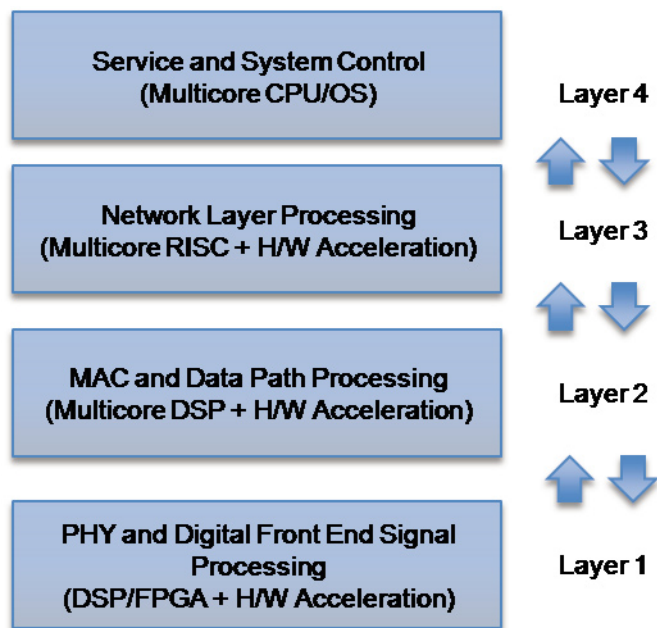 Service and System Control
(Multicore CPU/OS)
Layer 4
Network Layer Processing
(Multicore RISC + H/W Acceleration)
Layer 3
MAC and Data Path Processing
(Multicore DSP + H/W Acceleration)
Layer 2
PHY and Digital Front End Signal
Processing
(DSP/FPGA + H/W Acceleration)
Layer 1